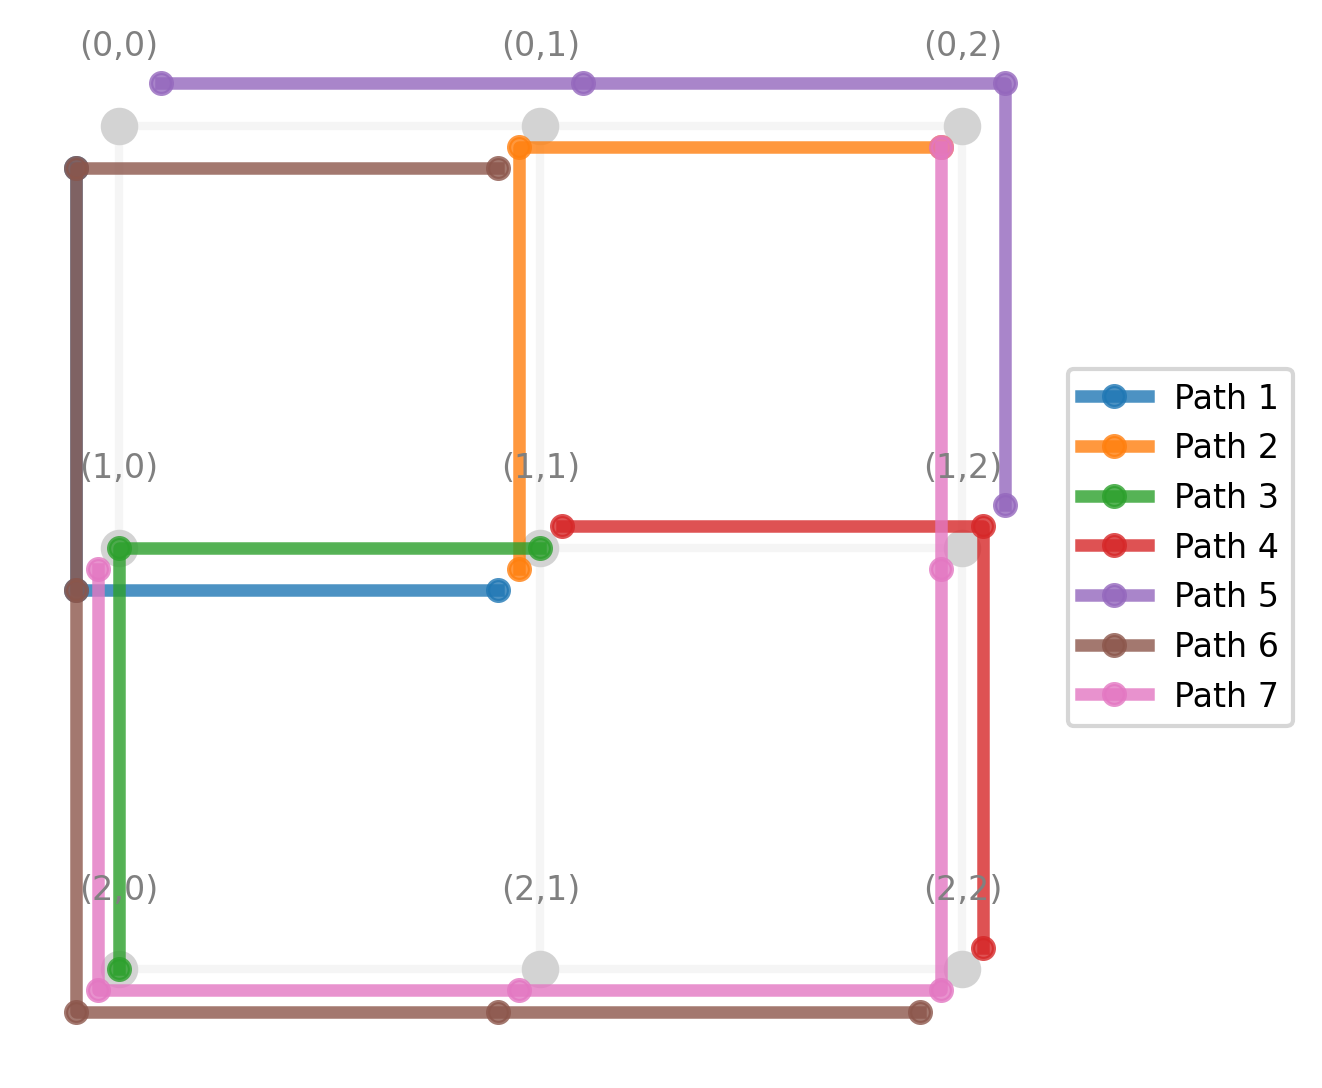 (0,0) (0,1) (0,2)
(1,0) (1,1) (1,2)
(2,0) (2,1) (2,2)
Path 1
Path 2
Path 3
Path 4
Path 5
Path 6
Path 7